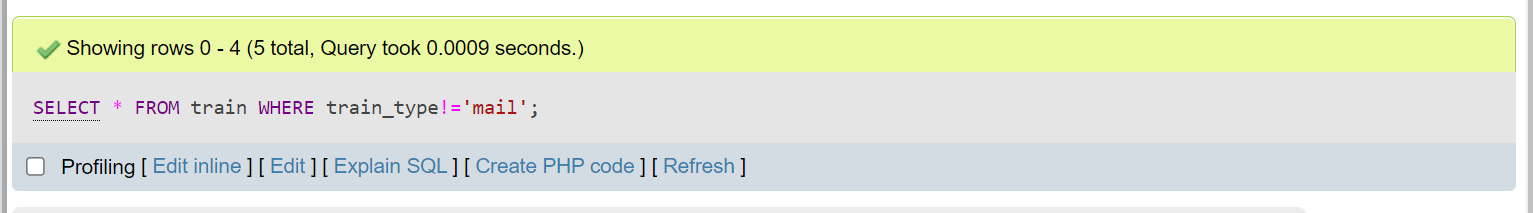 Showing rows 0 - 4 (5 total, Query took 0.0009 seconds.)
SELECT * FROM train WHERE train_type!='mail';
Profiling [ Edit inline ] [ Edit ] [ Explain SQL ] [ Create PHP code ] [ Refresh ]